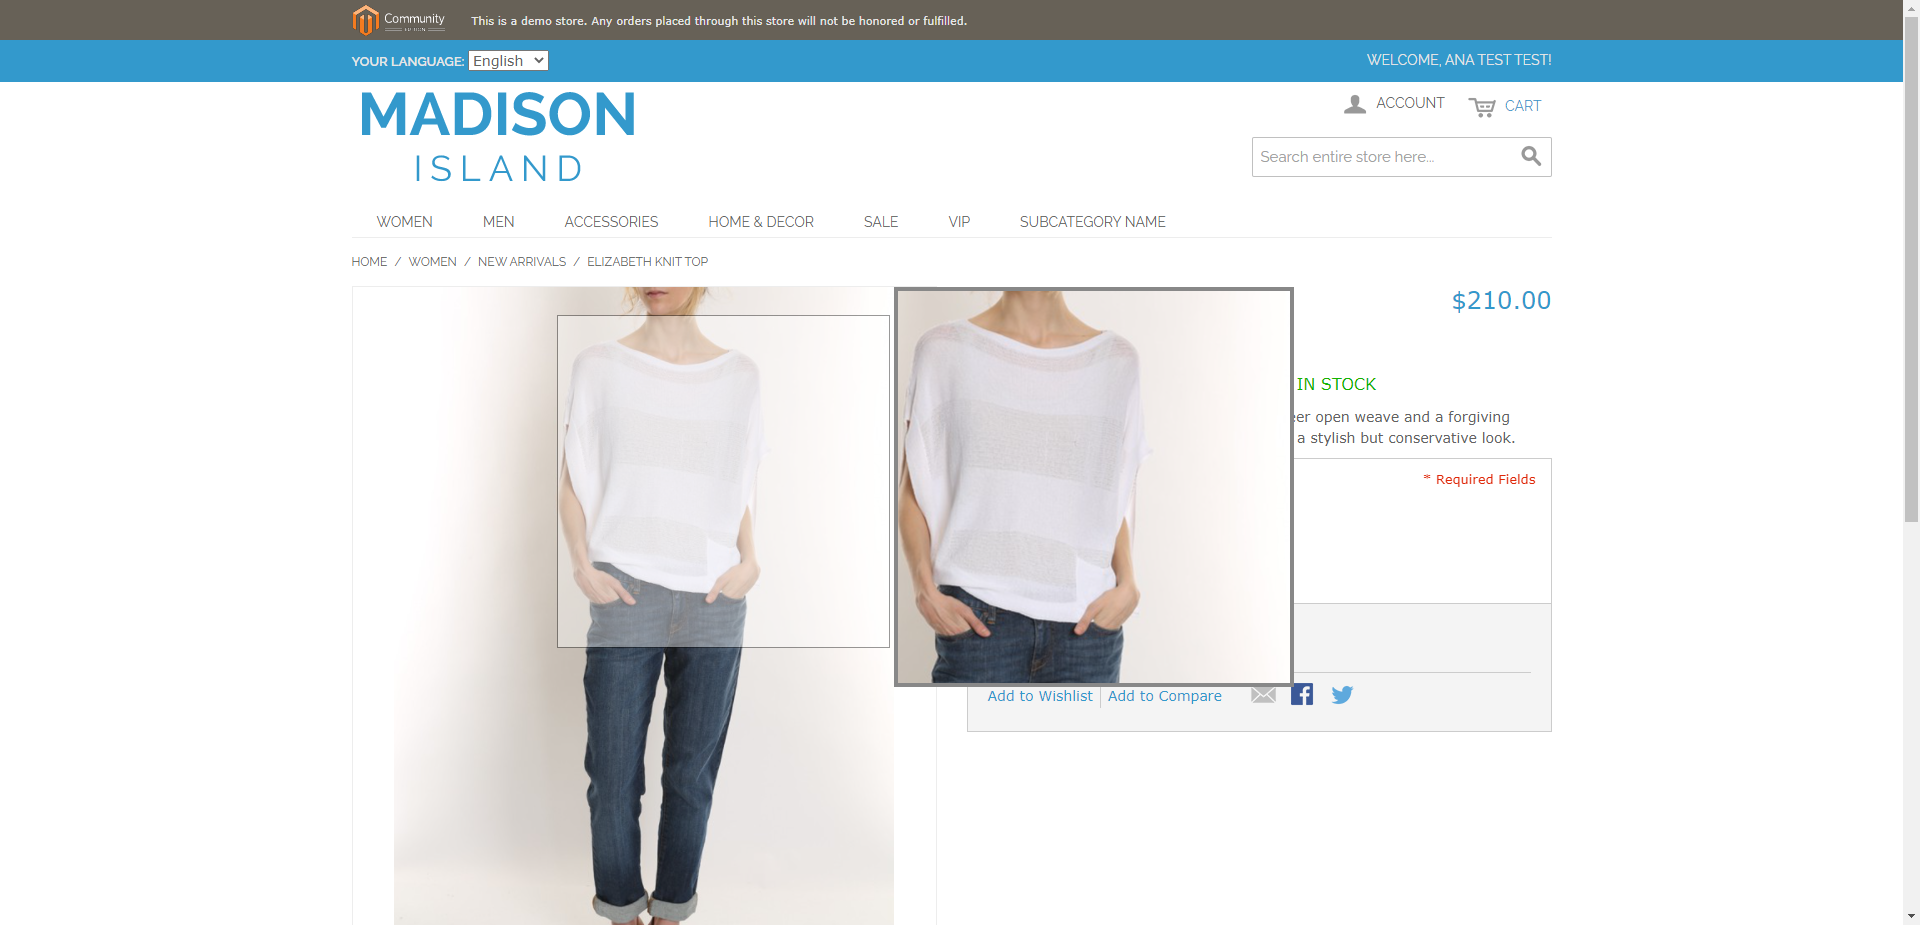 Community
EDITION
This is a demo store. Any orders placed through this store will not be honored or fulfilled.
YOUR LANGUAGE: English
WELCOME, ANA TEST TEST!
MADISON
ISLAND
ACCOUNT
CART
Search entire store here...
WOMEN MEN ACCESSORIES HOME & DECOR SALE VIP SUBCATEGORY NAME
HOME / WOMEN / NEW ARRIVALS / ELIZABETH KNIT TOP
$210.00
IN STOCK
open weave and a forgiving
a stylish but conservative look.
* Required Fields
Add to Wishlist
Add to Compare